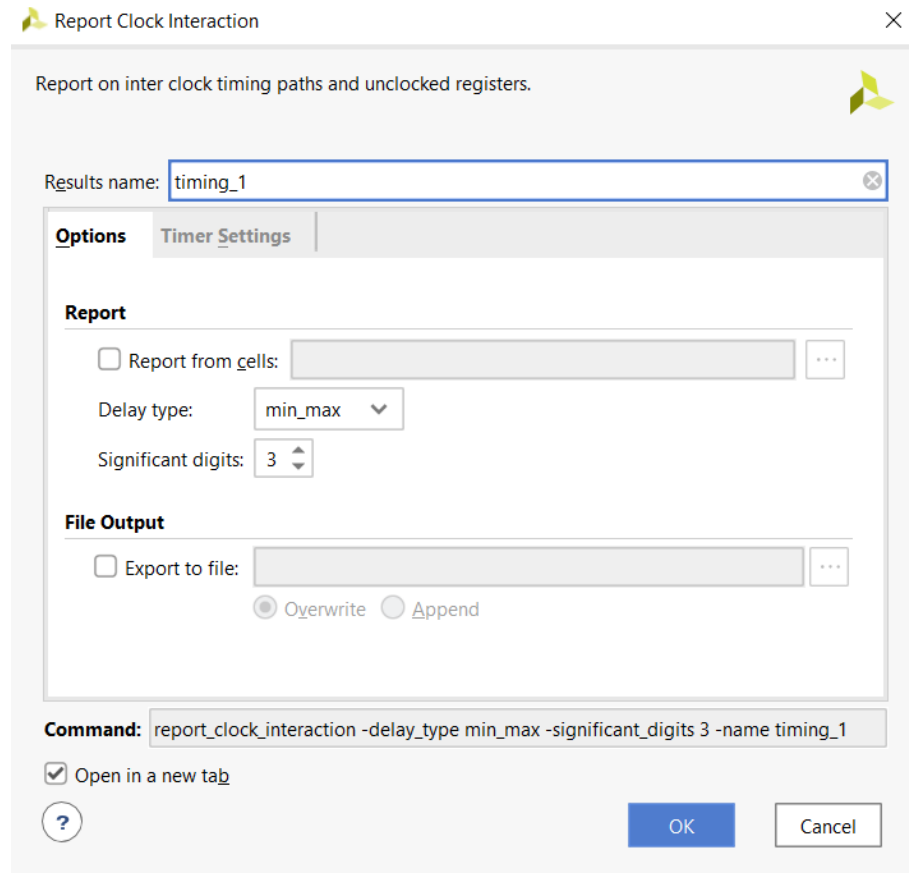 Report Clock Interaction
Report on inter clock timing paths and unclocked registers.
Results name: timing_1
Options Timer Settings
Report
Report from cells: ...
Delay type: min_max
Significant digits: 3
File Output
Export to file: ...
Overwrite Append
Command: report_clock_interaction -delay_type min_max -significant_digits 3 -name timing_1
Open in a new tab
? OK Cancel